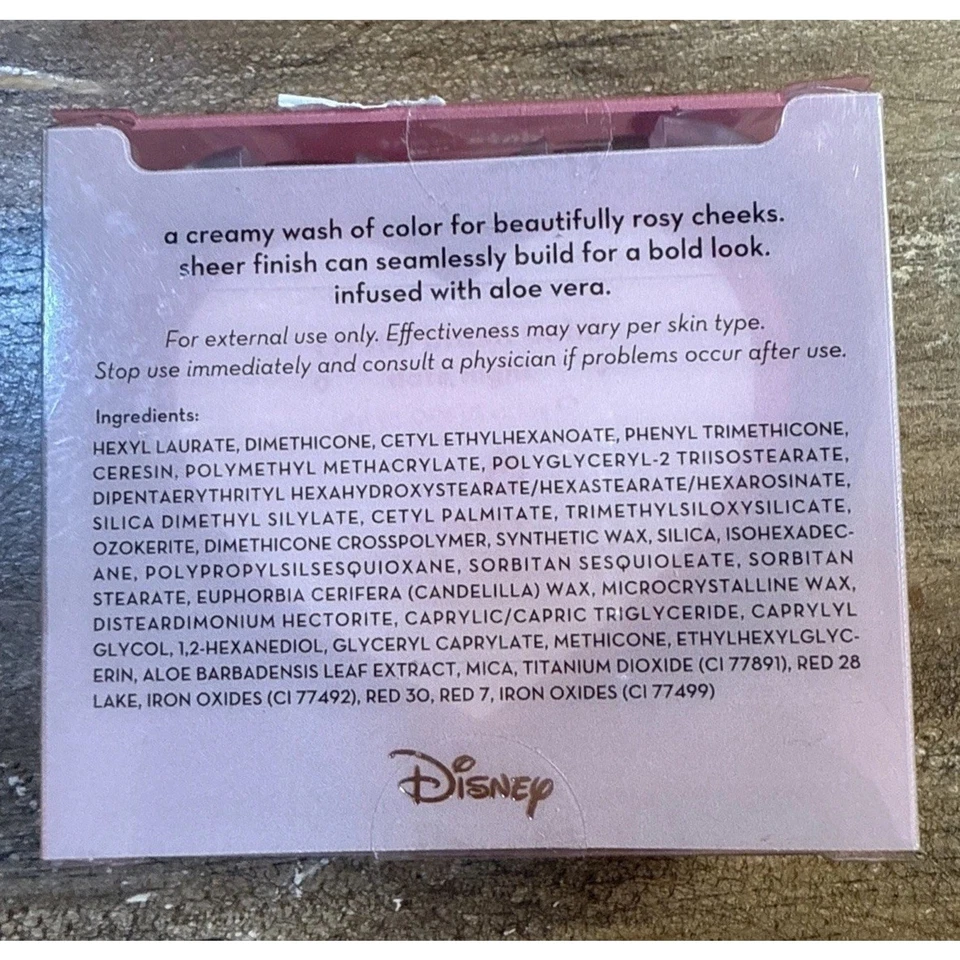 a creamy wash of color for beautifully rosy cheeks.
sheer finish can seamlessly build for a bold look.
infused with aloe vera.
For external use only. Effectiveness may vary per skin type.
Stop use immediately and consult a physician if problems occur after use.
Ingredients:
HEXYL LAURATE, DIMETHICONE, CETYL ETHYLHEXANOATE, PHENYL TRIMETHICONE,
CERESIN, POLYMETHYL METHACRYLATE, POLYGLYCERYL-2 TRIISOSTEARATE,
DIPENTAERYTHRITYL HEXAHYDROXYSTEARATE/HEXASTEARATE/HEXAROSINATE,
SILICA DIMETHYL SILYLATE, CETYL PALMITATE, TRIMETHYLSILOXYSILICATE,
OZOKERITE, DIMETHICONE CROSSPOLYMER, SYNTHETIC WAX, SILICA, ISOHEXADEC-
ANE, POLYPROPYLSILSESQUIOXANE, SORBITAN SESQUIOLEATE, SORBITAN
STEARATE, EUPHORBIA CERIFERA (CANDELILLA) WAX, MICROCRYSTALLINE WAX,
DISTEARDIMONIUM HECTORITE, CAPRYLIC/CAPRIC TRIGLYCERIDE, CAPRYLYL
GLYCOL, 1,2-HEXANEDIOL, GLYCERYL CAPRYLATE, METHICONE, ETHYLHEXYLGLYC-
ERIN, ALOE BARBADENSIS LEAF EXTRACT, MICA, TITANIUM DIOXIDE (CI 77891), RED 28
LAKE, IRON OXIDES (CI 77492), RED 30, RED 7, IRON OXIDES (CI 77499)
Disney